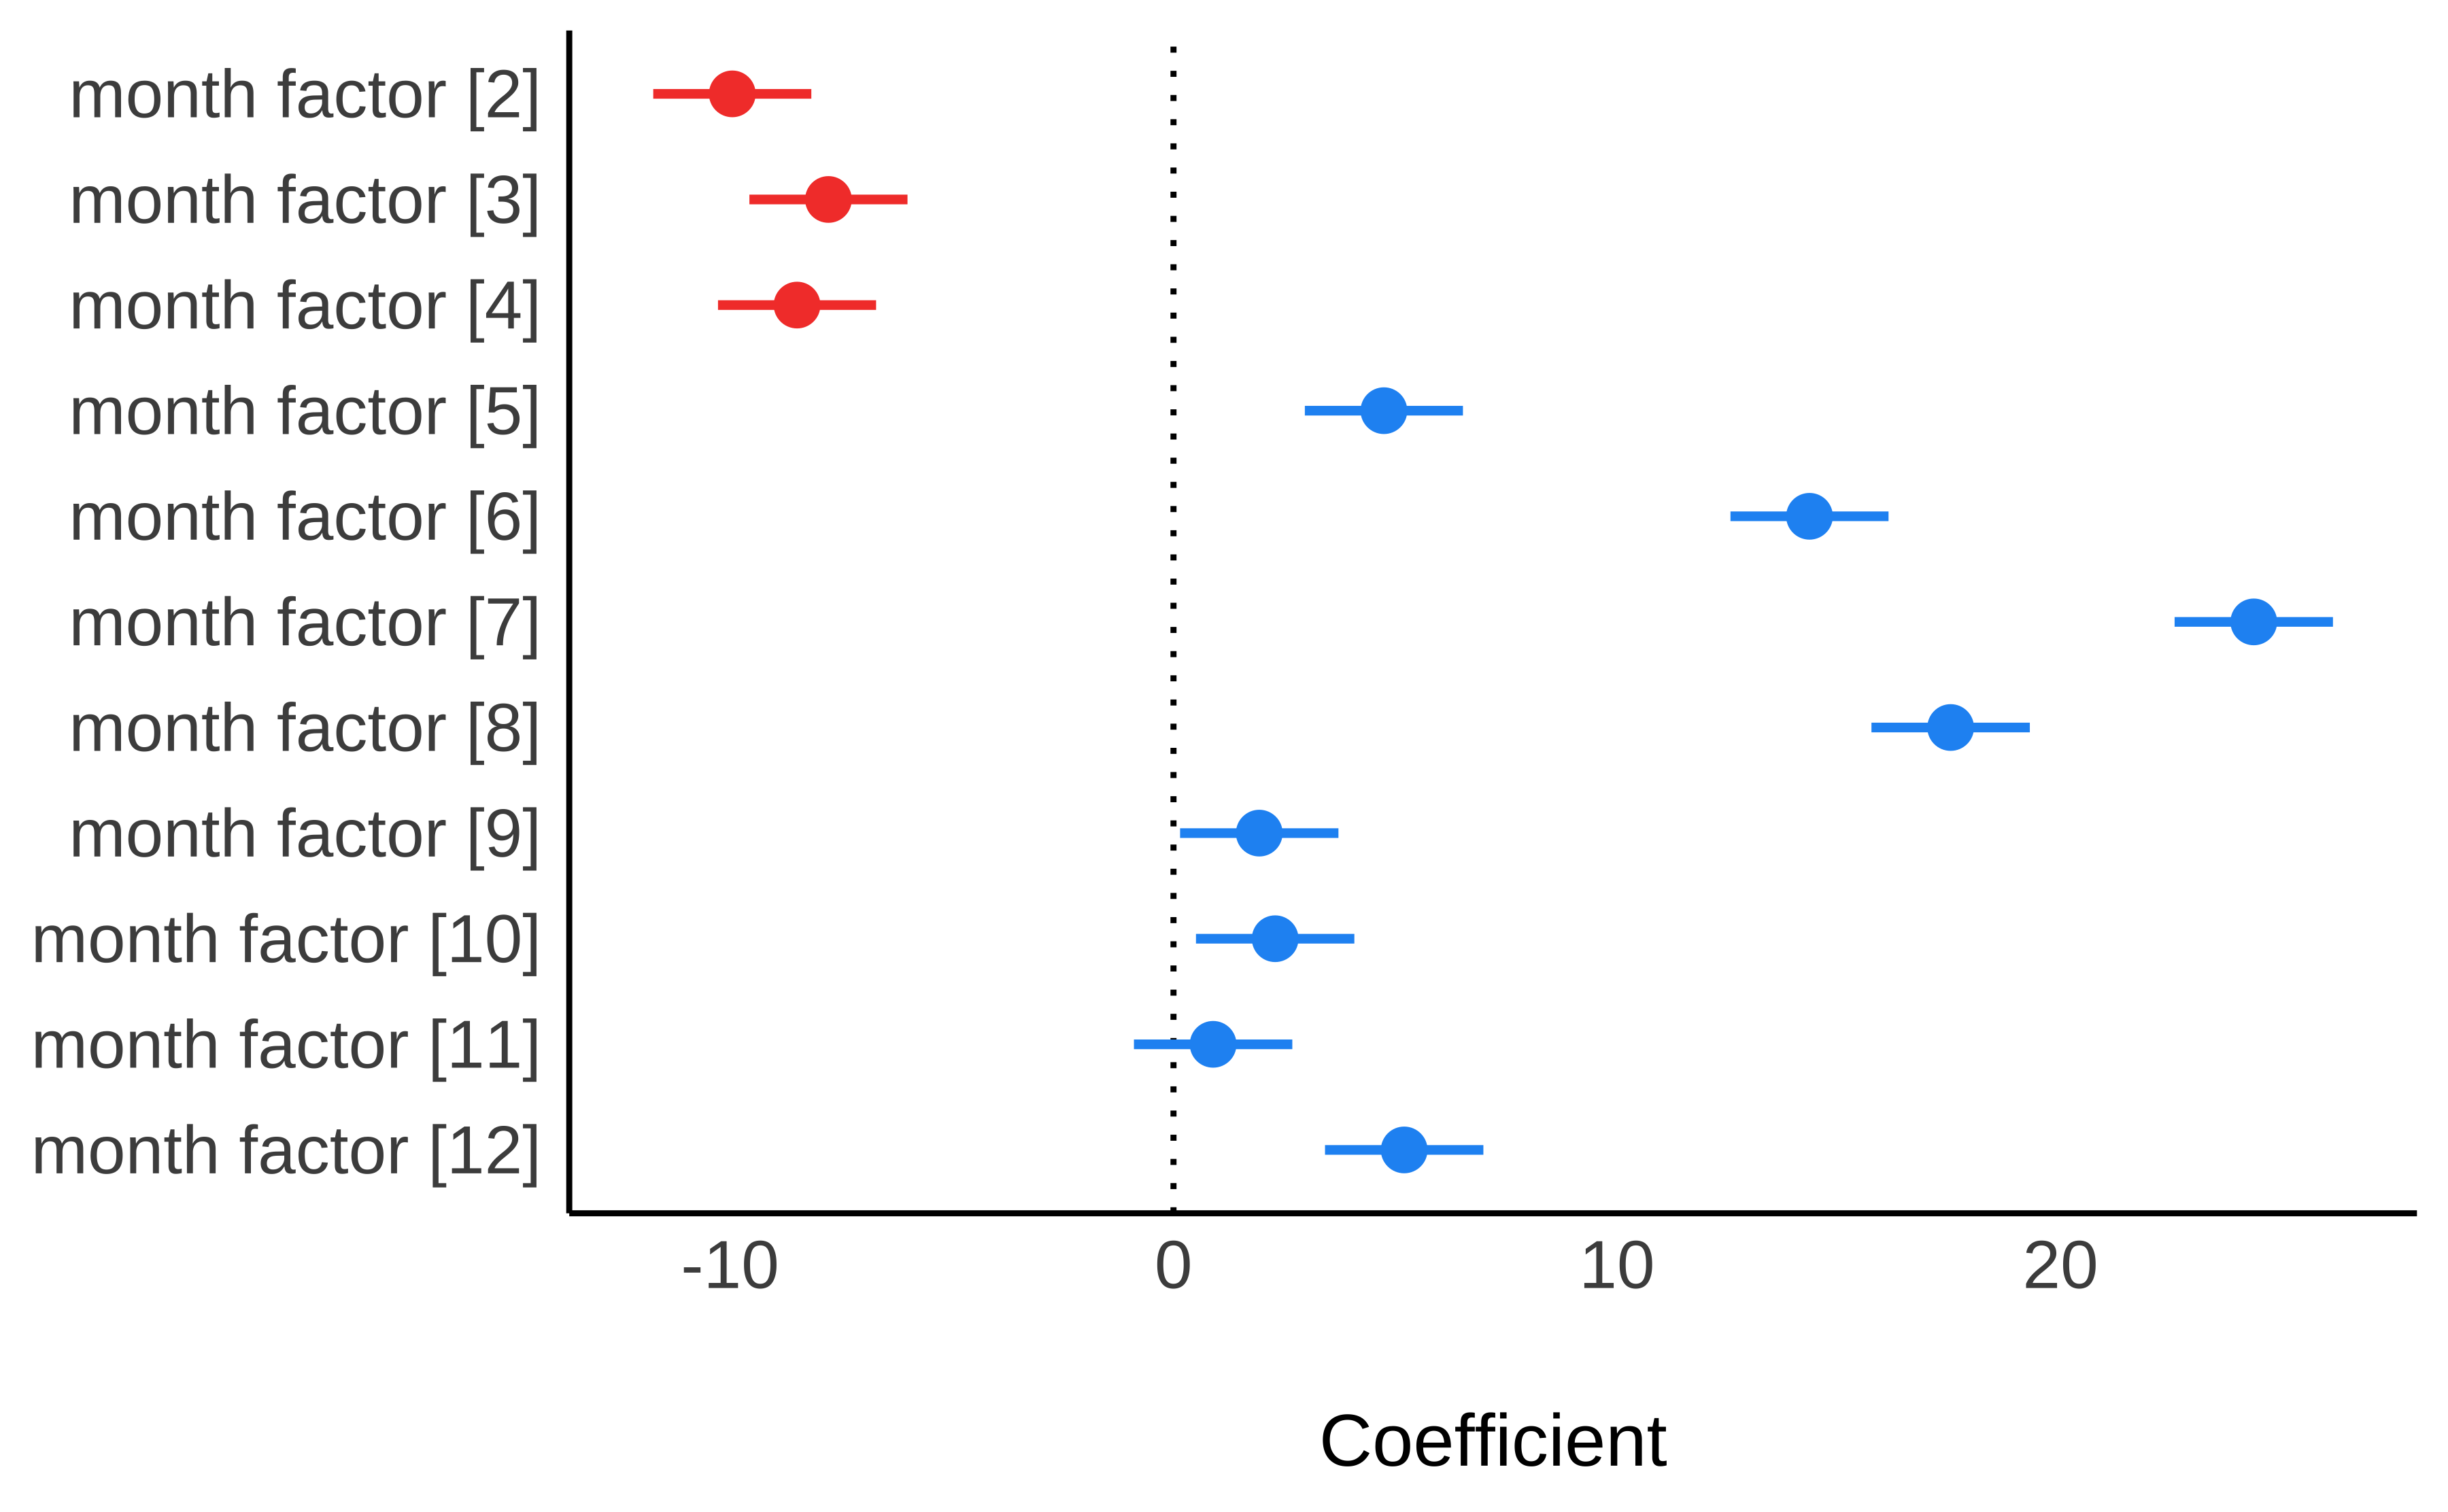 month factor [2]
month factor [3]
month factor [4]
month factor [5]
month factor [6]
month factor [7]
month factor [8]
month factor [9]
month factor [10]
month factor [11]
month factor [12]
-10 0 10 20
Coefficient